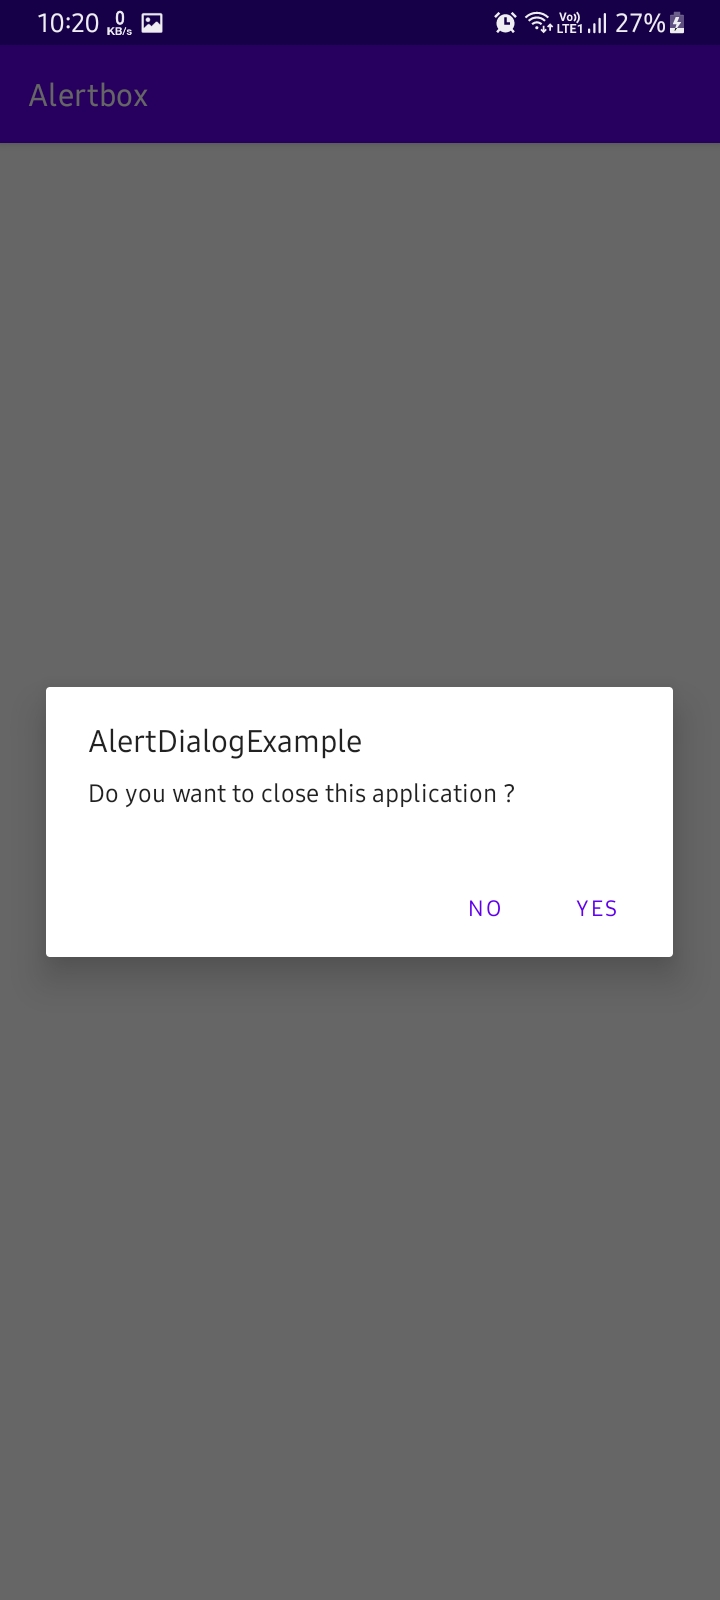 10:20 0 KB/s Vo)) LTE1 27%
Alertbox
AlertDialogExample
Do you want to close this application ?
NO YES